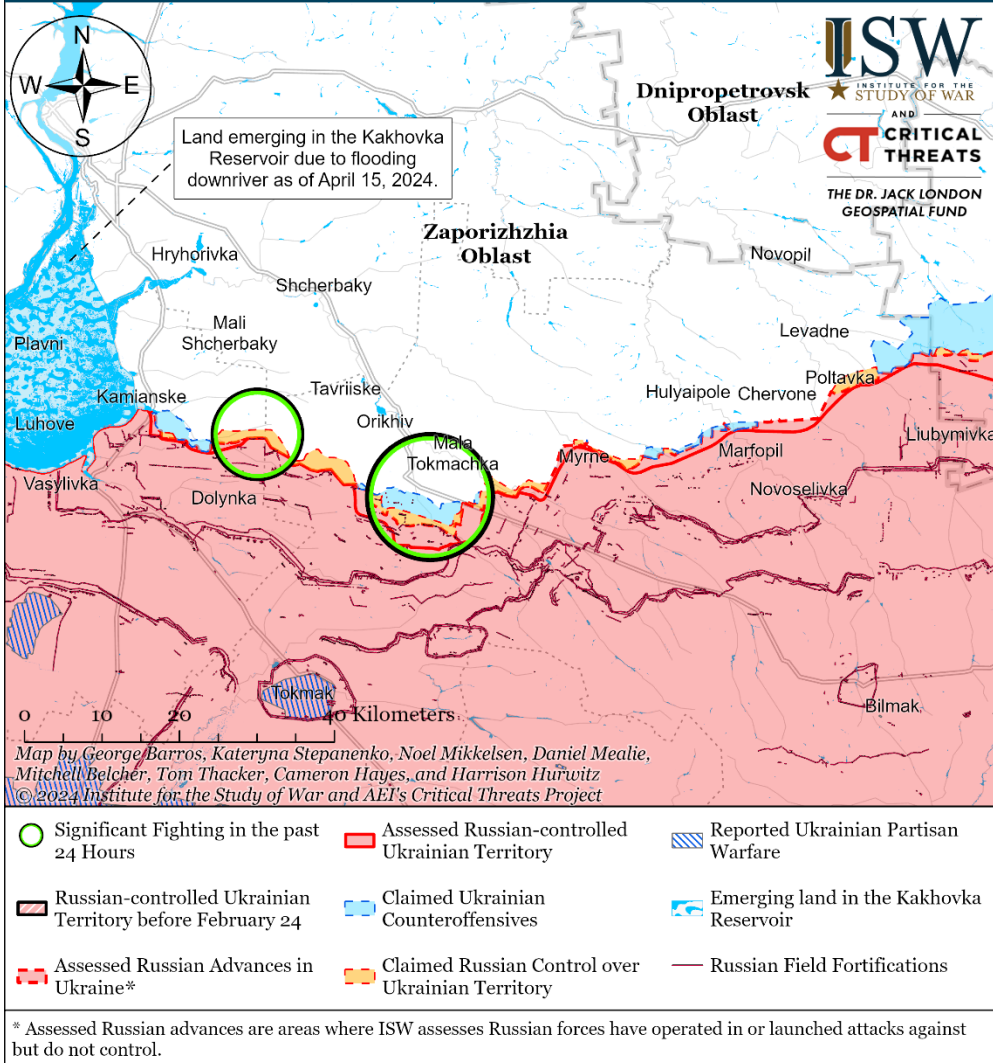 N
W E
S
ISW
INSTITUTE FOR THE
STUDY OF WAR
AND
CT CRITICAL
THREATS
THE DR. JACK LONDON
GEOSPATIAL FUND
Dnipropetrovsk
Oblast
Land emerging in the Kakhovka
Reservoir due to flooding
downriver as of April 15, 2024.
Zaporizhzhia
Oblast
Hryhorivka
Novopil
Shcherbaky
Mali
Shcherbaky
Levadne
Plavni
Poltavka
Tavriiske
Hulyaipole
Chervone
Kamianske
Orikhiv
Luhove
Mala
Tokmachka
Liubymivka
Myrne
Marfopil
Vasylivka
Dolynka
Novoselivka
Tokmak
Bilmak
0 10 20 40 Kilometers
Map by George Barros, Kateryna Stepanenko, Noel Mikkelsen, Daniel Mealie,
Mitchell Belcher, Tom Thacker, Cameron Hayes, and Harrison Hurwitz
© 2024 Institute for the Study of War and AEI's Critical Threats Project
Significant Fighting in the past
24 Hours
Assessed Russian-controlled
Ukrainian Territory
Reported Ukrainian Partisan
Warfare
Russian-controlled Ukrainian
Territory before February 24
Claimed Ukrainian
Counteroffensives
Emerging land in the Kakhovka
Reservoir
Assessed Russian Advances in
Ukraine*
Claimed Russian Control over
Ukrainian Territory
Russian Field Fortifications
* Assessed Russian advances are areas where ISW assesses Russian forces have operated in or launched attacks against
but do not control.